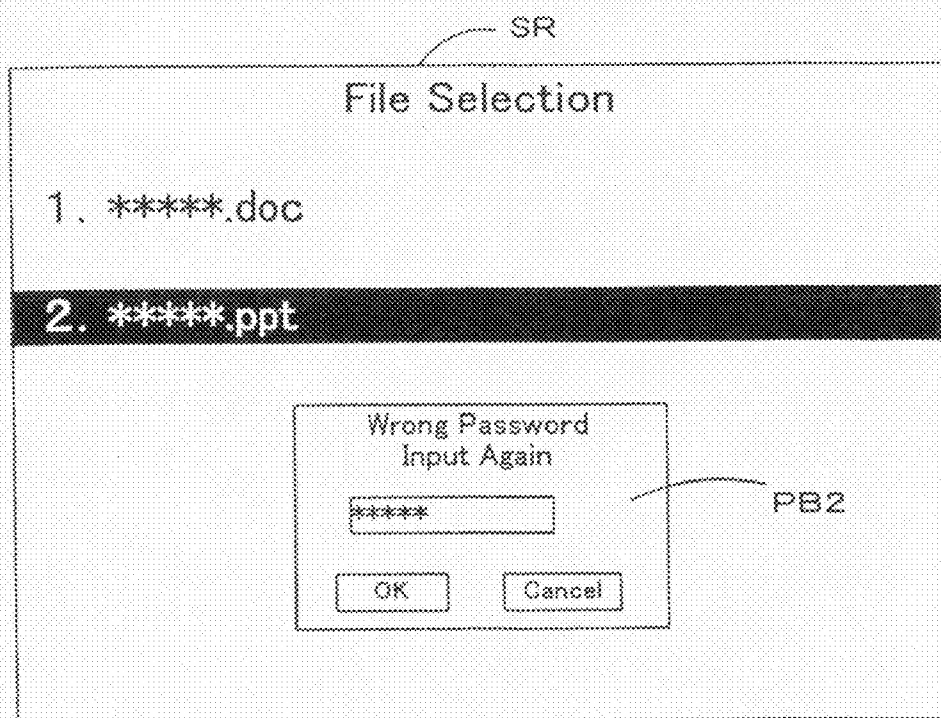 SR
File Selection
1. *****.doc
2. *****.ppt
Wrong Password
Input Again
*****
PB2
OK
Cancel